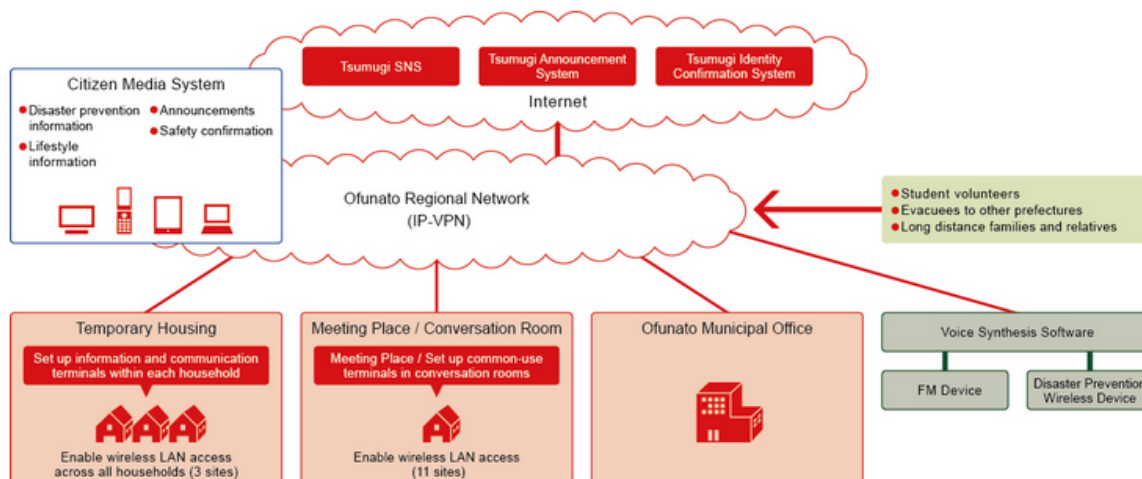 Tsumugi SNS
Tsumugi Announcement
System
Tsumugi Identity
Confirmation System
Internet
Citizen Media System
Disaster prevention
information
Lifestyle
information
Announcements
Safety confirmation
Ofunato Regional Network
(IP-VPN)
Student volunteers
Evacuees to other prefectures
Long distance families and relatives
Temporary Housing
Set up information and communication
terminals within each household
Enable wireless LAN access
across all households (3 sites)
Meeting Place / Conversation Room
Meeting Place / Set up common-use
terminals in conversation rooms
Enable wireless LAN access
(11 sites)
Ofunato Municipal Office
Voice Synthesis Software
FM Device
Disaster Prevention
Wireless Device